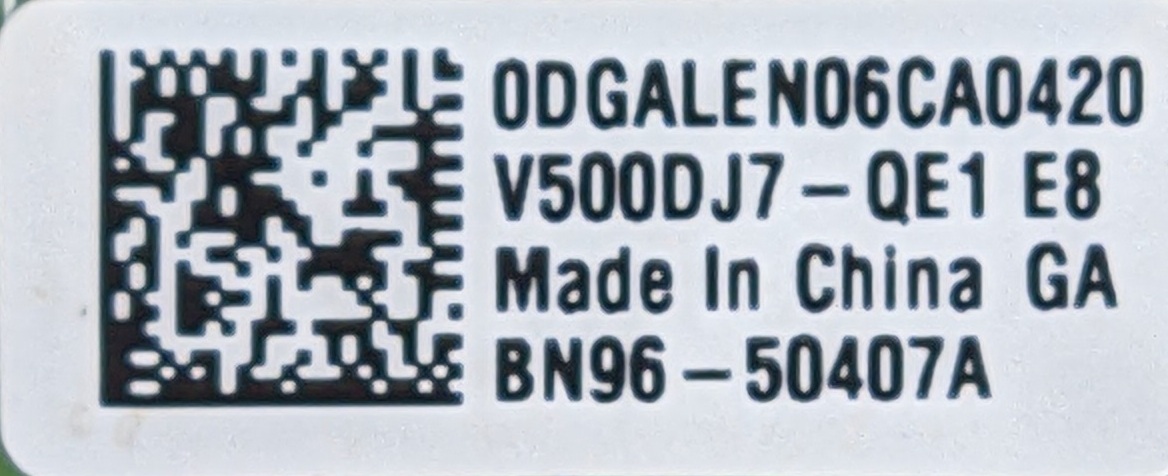 0DGALEN06CA0420
V500DJ7-QE1 E8
Made In China GA
BN96-50407A